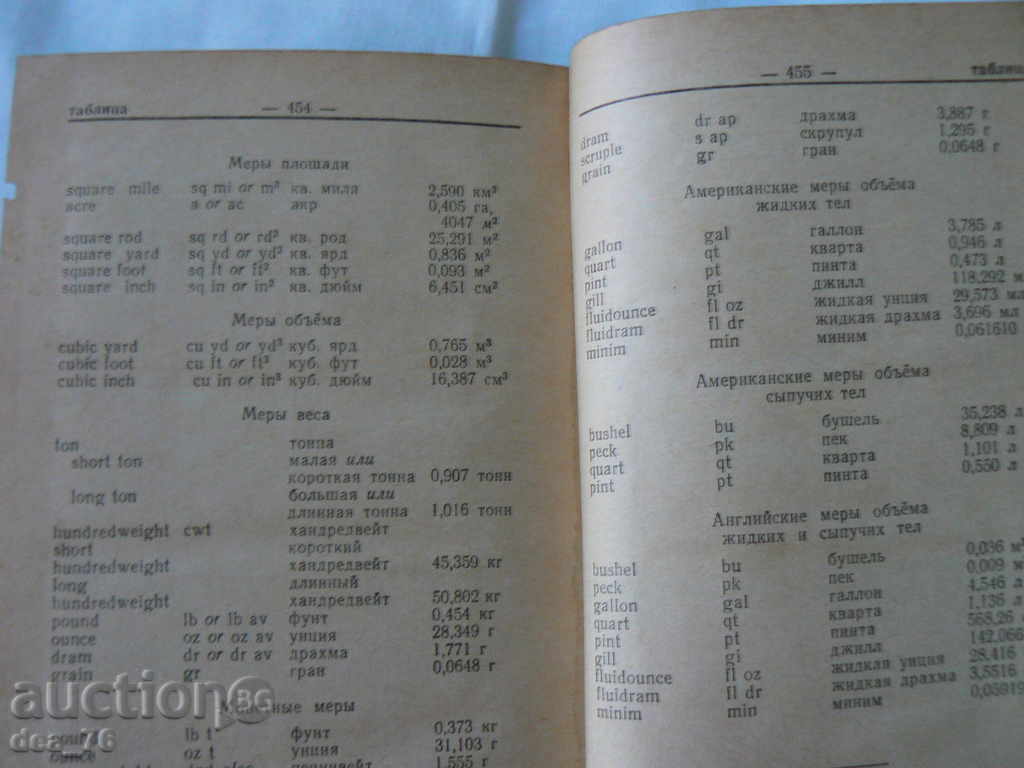 таблица — 454 —
Меры площади
square mile sq mi or m² кв. миля 2,590 км²
acre a or ac акр 0,405 га,
4047 м²
square rod sq rd or rd² кв. род 25,291 м²
square yard sq yd or yd² кв. ярд 0,836 м²
square foot sq ft or ft² кв. фут 0,093 м²
square inch sq in or in² кв. дюйм 6,451 см²
Меры объёма
cubic yard cu yd or yd³ куб. ярд 0,765 м³
cubic foot cu ft or ft³ куб. фут 0,028 м³
cubic inch cu in or in³ куб. дюйм 16,387 см³
Меры веса
ton тонна
short ton малая или
короткая тонна 0,907 тонн
long ton большая или
длинная тонна 1,016 тонн
hundredweight cwt хандредвейт
short короткий
hundredweight хандредвейт 45,359 кг
long длинный
hundredweight хандредвейт 50,802 кг
pound lb or lb av фунт 0,454 кг
ounce oz or oz av унция 28,349 г
dram dr or dr av драхма 1,771 г
grain gr гран 0,0648 г
меры
lb t фунт 0,373 кг
ounce oz t унция 31,103 г
1,555 г
— 455 — таблица
dram dr ap драхма 3,887 г
scruple s ap скрупул 1,295 г
grain gr гран 0,0648 г
Американские меры объёма
жидких тел
gallon gal галлон 3,785 л
quart qt кварта 0,946 л
pint pt пинта 0,473 л
gill gi джилл 118,292 мл
fluidounce fl oz жидкая унция 29,573 мл
fluidram fl dr жидкая драхма 3,696 мл
minim min миним 0,061610
Американские меры объёма
сыпучих тел
bushel bu бушель 35,238 л
peck pk пек 8,809 л
quart qt кварта 1,101 л
pint pt пинта 0,550 л
Английские меры объёма
жидких и сыпучих тел
bushel bu бушель 0,036 м³
peck pk пек 0,009 м³
gallon gal галлон 4,546 л
quart qt кварта 1,136 л
pint pt пинта 568,26
gill gi джилл 142,066
fluidounce fl oz жидкая унция 28,416
fluidram fl dr жидкая драхма 3,5516
minim min миним 0,05919
auction BG
dea_76